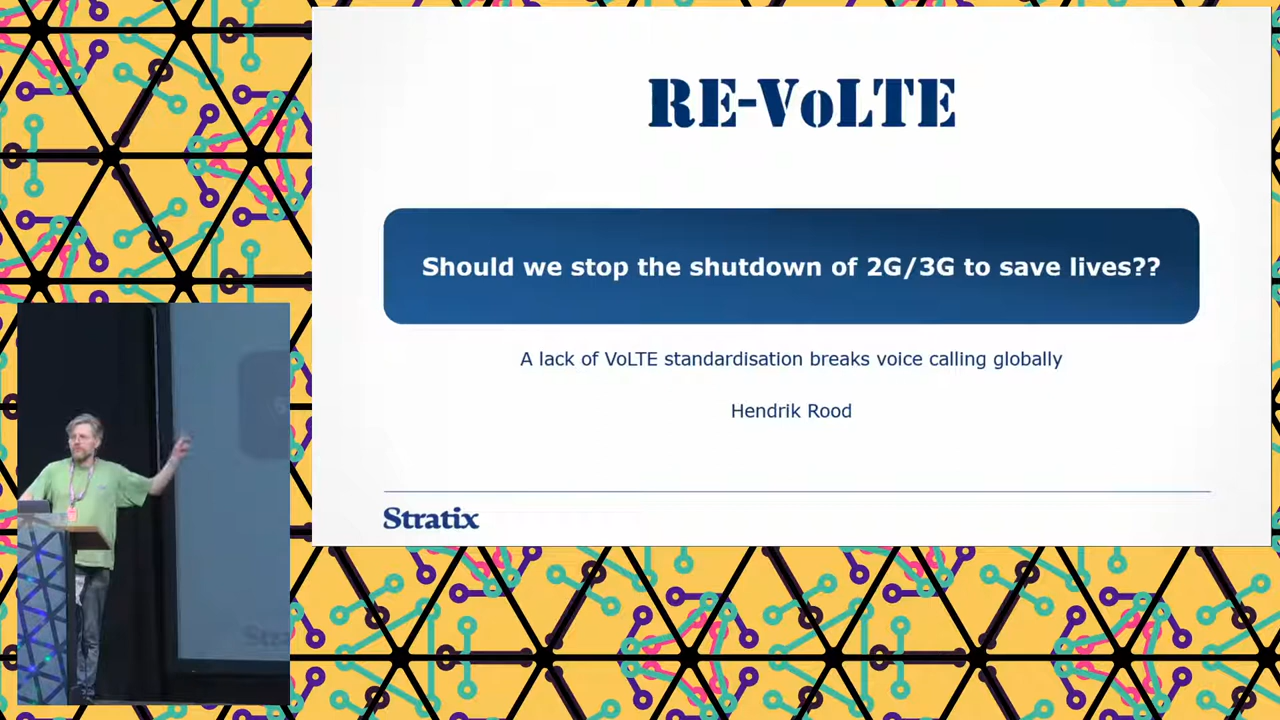 RE-VoLTE
Should we stop the shutdown of 2G/3G to save lives??
A lack of VoLTE standardisation breaks voice calling globally
Hendrik Rood
Stratix